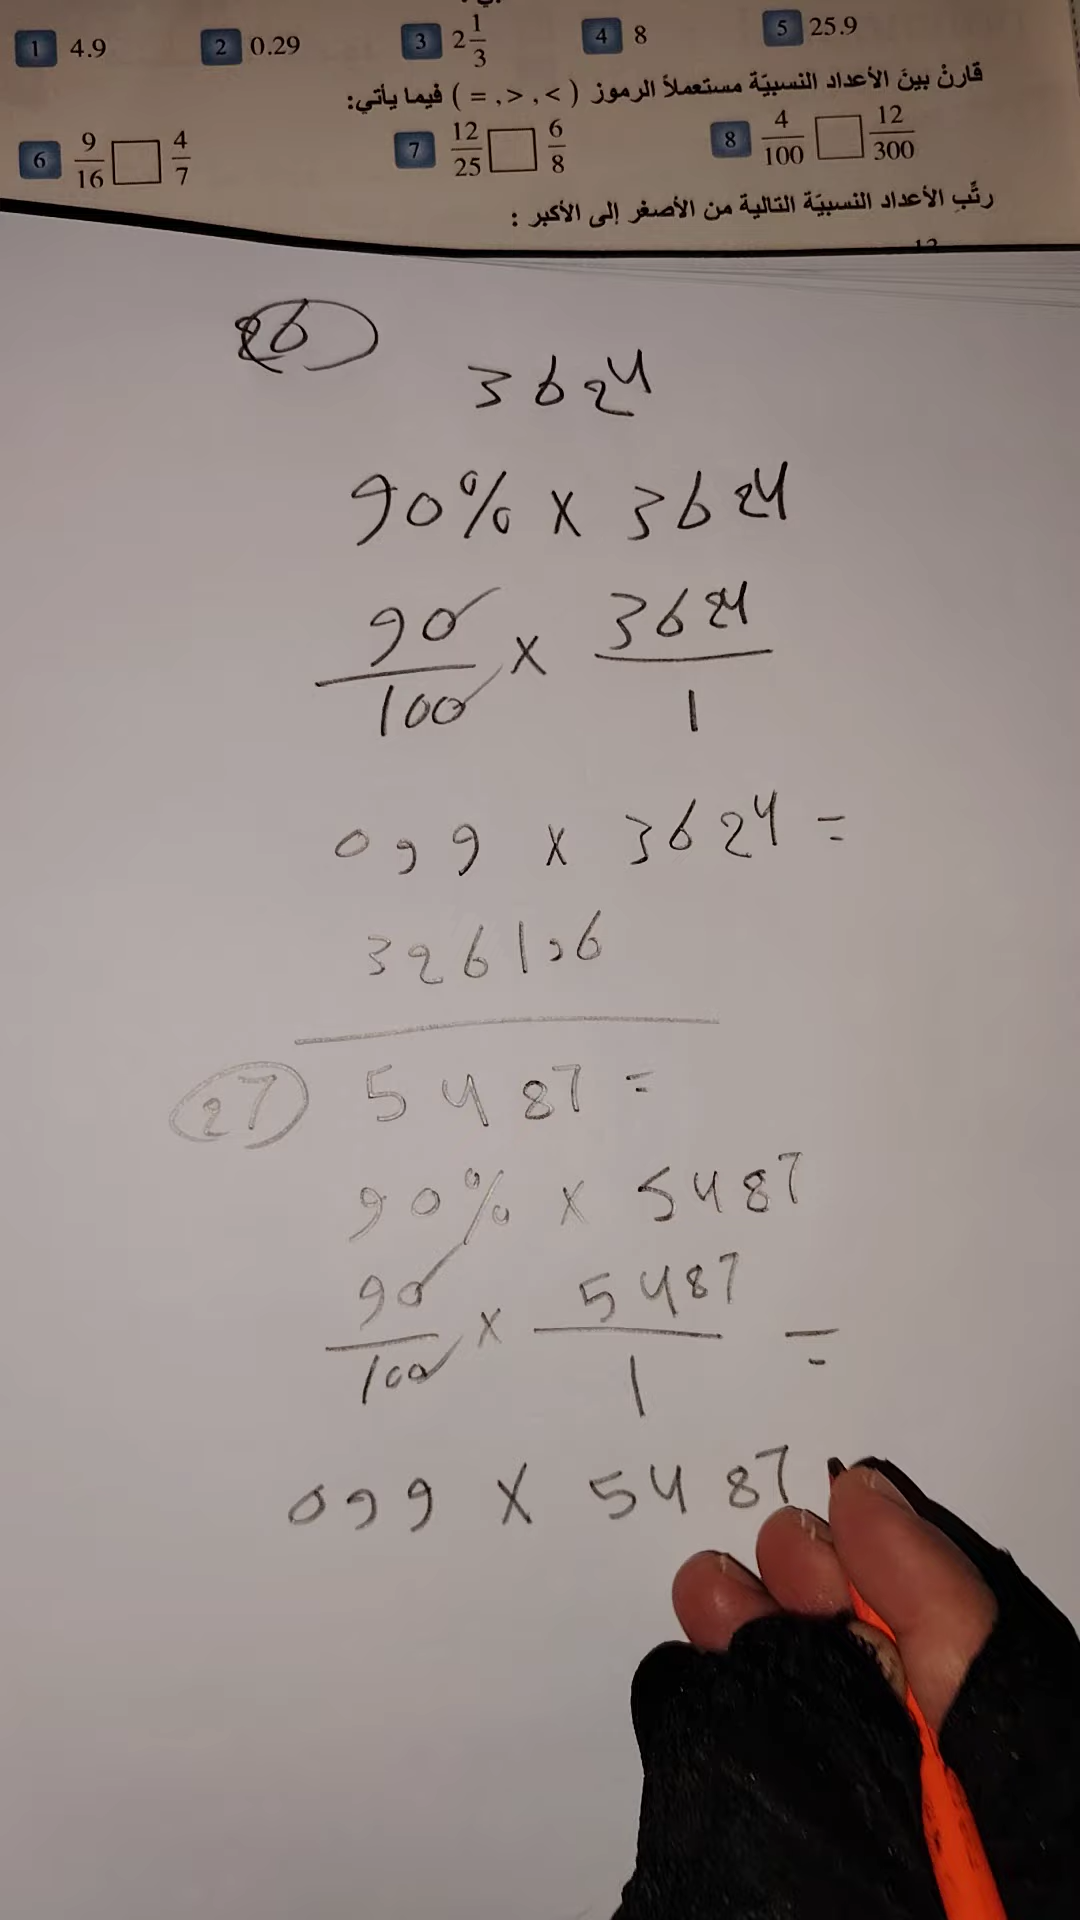 1 4.9 2 0.29 3 2 1/3 4 8 5 25.9
قارنْ بينَ الأعداد النسبيّة مستعملاً الرموز ( > ، < ، = ) فيما يأتي:
6 9/16 □ 4/7 7 12/25 □ 6/8 8 4/100 □ 12/300
رتِّبِ الأعداد النسبيّة التالية من الأصغر إلى الأكبر :
26
3624
90% × 3624
90/100 × 3624/1
0,9 × 3624 =
3261,6
27 5487 =
90% × 5487
90/100 × 5487/1 =
0,9 × 5487